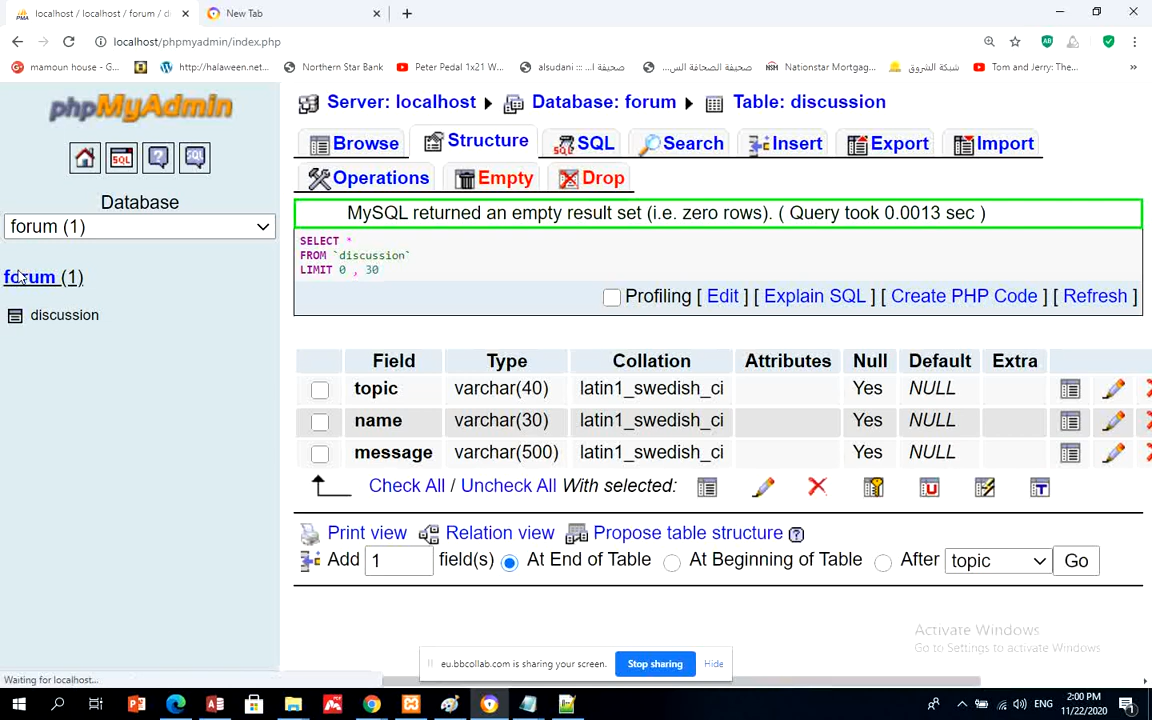 localhost / localhost / forum / d
New Tab
localhost/phpmyadmin/index.php
mamoun house - G...
http://halaween.net...
Northern Star Bank
Peter Pedal 1x21 W...
alsudani ::: صحيفة ا...
صحيفة الصحافة الس...
Nationstar Mortgag...
شبكة الشروق
Tom and Jerry: The...
phpMyAdmin
Database
forum (1)
forum (1)
discussion
Server: localhost ▶ Database: forum ▶ Table: discussion
Browse Structure SQL Search Insert Export Import
Operations Empty Drop
MySQL returned an empty result set (i.e. zero rows). ( Query took 0.0013 sec )
SELECT *
FROM `discussion`
LIMIT 0 , 30
Profiling [ Edit ] [ Explain SQL ] [ Create PHP Code ] [ Refresh ]
Field Type Collation Attributes Null Default Extra
topic varchar(40) latin1_swedish_ci Yes NULL
name varchar(30) latin1_swedish_ci Yes NULL
message varchar(500) latin1_swedish_ci Yes NULL
Check All / Uncheck All With selected:
Print view Relation view Propose table structure
Add 1 field(s) At End of Table At Beginning of Table After topic Go
Activate Windows
Go to Settings to activate Windows
eu.bbcollab.com is sharing your screen. Stop sharing Hide
Waiting for localhost...
ENG
2:00 PM
11/22/2020